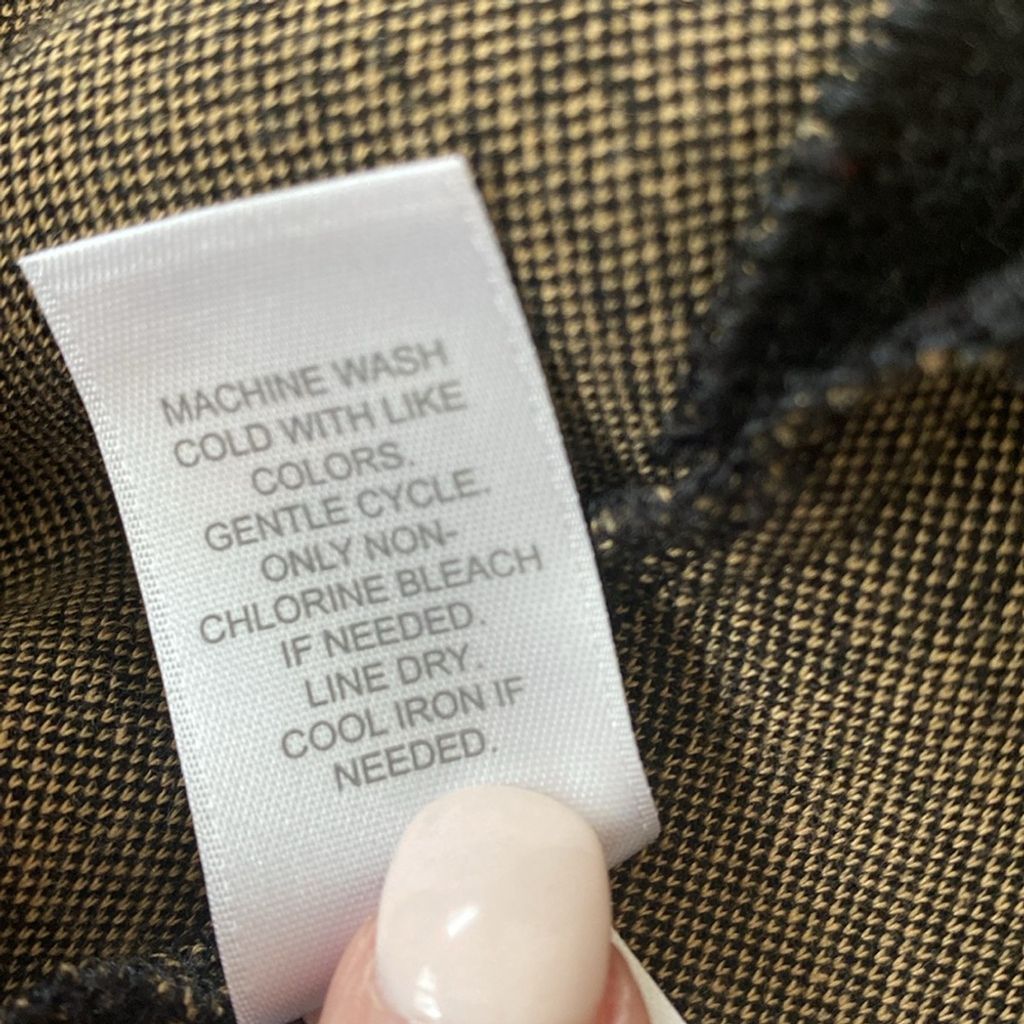 MACHINE WASH
COLD WITH LIKE
COLORS.
GENTLE CYCLE.
ONLY NON-
CHLORINE BLEACH
IF NEEDED.
LINE DRY.
COOL IRON IF
NEEDED.